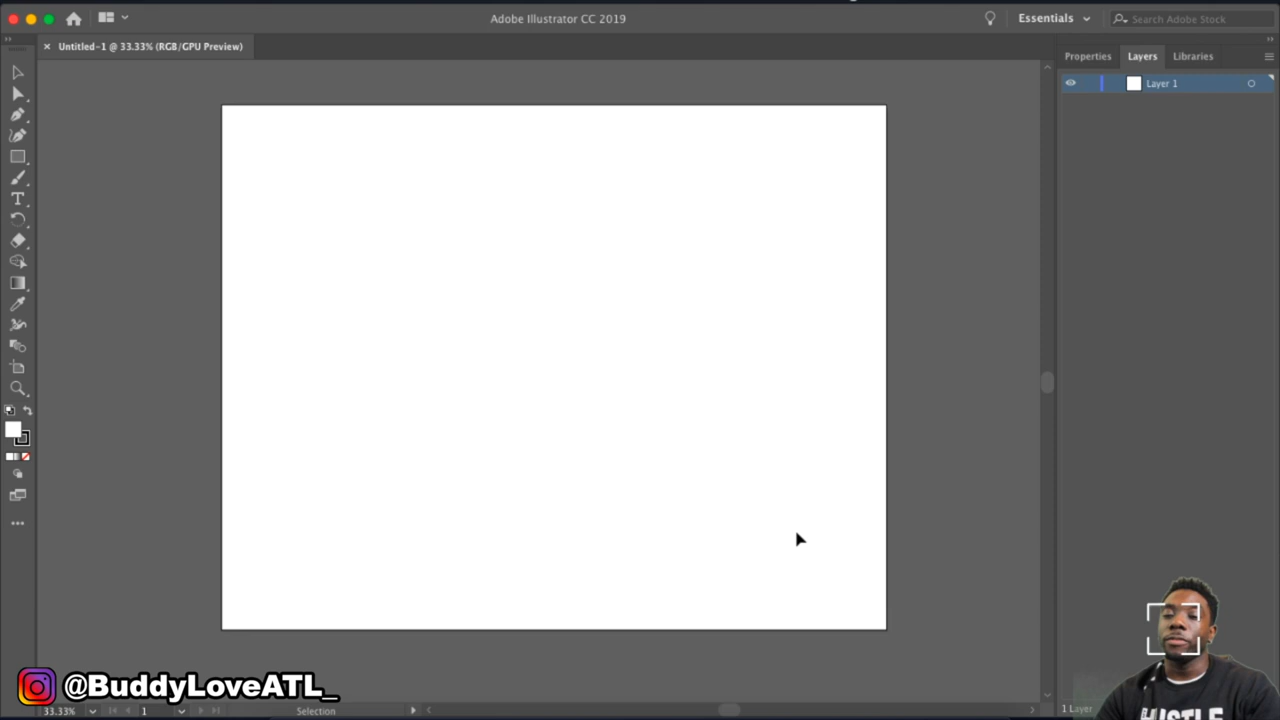 Adobe Illustrator CC 2019
Essentials
Search Adobe Stock
Untitled-1 @ 33.33% (RGB/GPU Preview)
Properties
Layers
Libraries
Layer 1
T
@BuddyLoveATL_
33.33%
1
Selection
1 Layer
HUSTLE